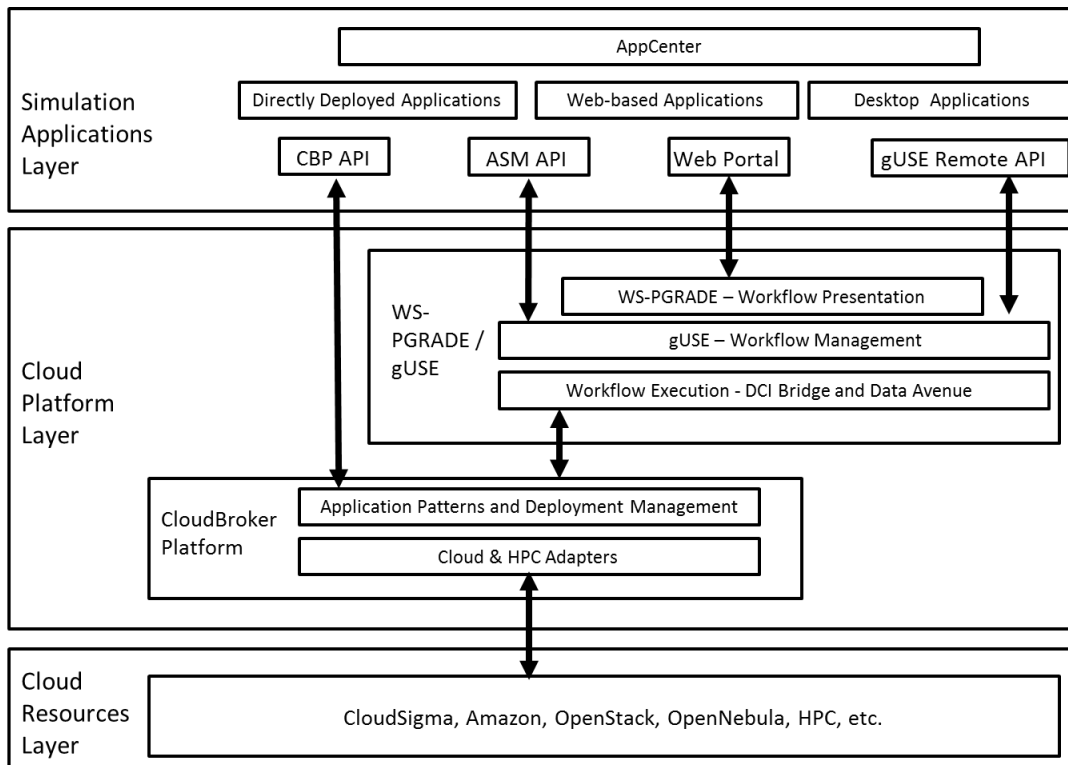 AppCenter
Simulation
Applications
Layer
Directly Deployed Applications
Web-based Applications
Desktop Applications
CBP API
ASM API
Web Portal
gUSE Remote API
Cloud
Platform
Layer
WS-
PGRADE /
gUSE
WS-PGRADE – Workflow Presentation
gUSE – Workflow Management
Workflow Execution - DCI Bridge and Data Avenue
CloudBroker
Platform
Application Patterns and Deployment Management
Cloud & HPC Adapters
Cloud
Resources
Layer
CloudSigma, Amazon, OpenStack, OpenNebula, HPC, etc.